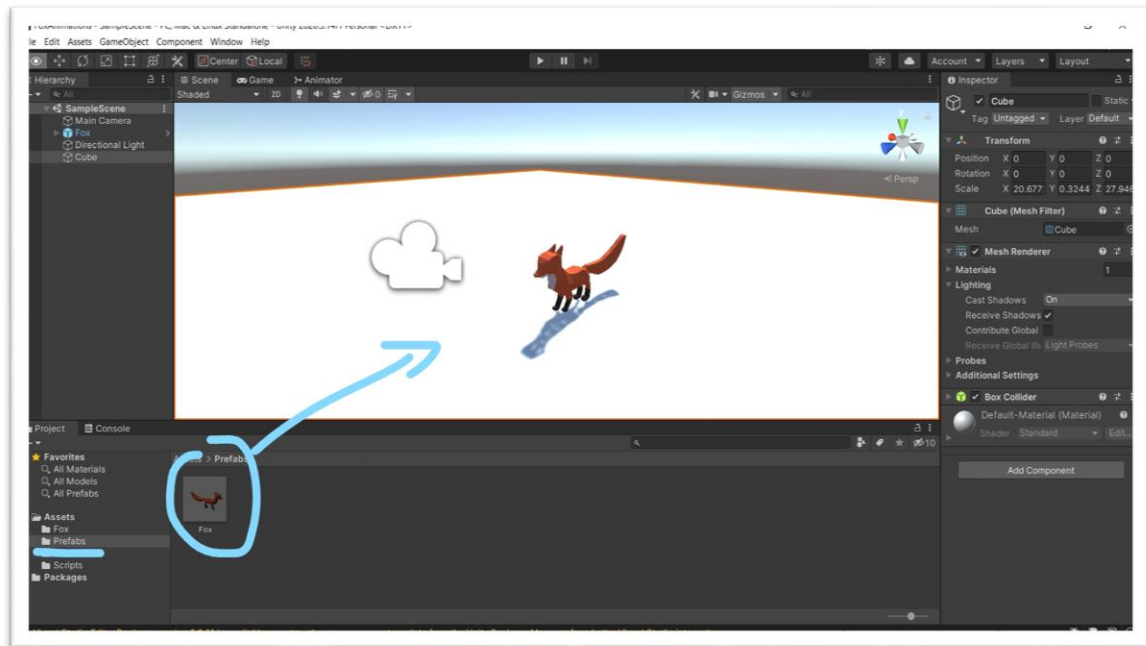 FoxAnimations - SampleScene - PC, Mac & Linux Standalone - Unity 2020.3.14f1 Personal <DX11>
le Edit Assets GameObject Component Window Help
Center Local
Account Layers Layout
Hierarchy
All
SampleScene
Main Camera
Fox
Directional Light
Cube
Scene Game Animator
Shaded 2D 0 Gizmos All
Persp
Inspector
Cube Static
Tag Untagged Layer Default
Transform
Position X 0 Y 0 Z 0
Rotation X 0 Y 0 Z 0
Scale X 20.677 Y 0.3244 Z 27.946
Cube (Mesh Filter)
Mesh Cube
Mesh Renderer
Materials 1
Lighting
Cast Shadows On
Receive Shadows
Contribute Global
Receive Global Illu Light Probes
Probes
Additional Settings
Box Collider
Default-Material (Material)
Shader Standard Edit...
Add Component
Project Console
10
Favorites
All Materials
All Models
All Prefabs
Assets
Fox
Prefabs
Scripts
Packages
Assets > Prefabs
Fox